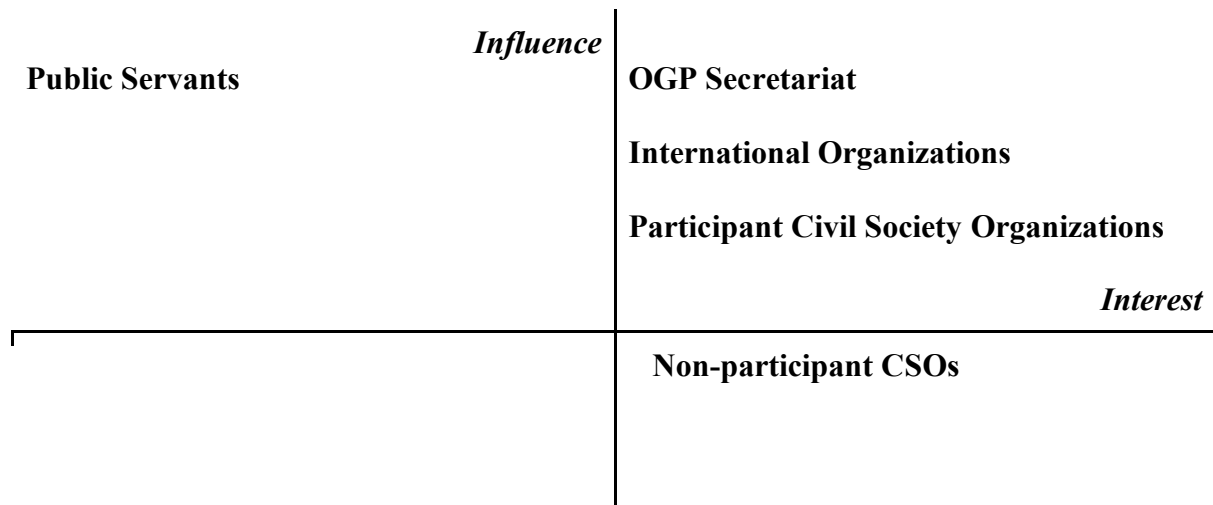 Influence
Public Servants
OGP Secretariat
International Organizations
Participant Civil Society Organizations
Interest
Non-participant CSOs